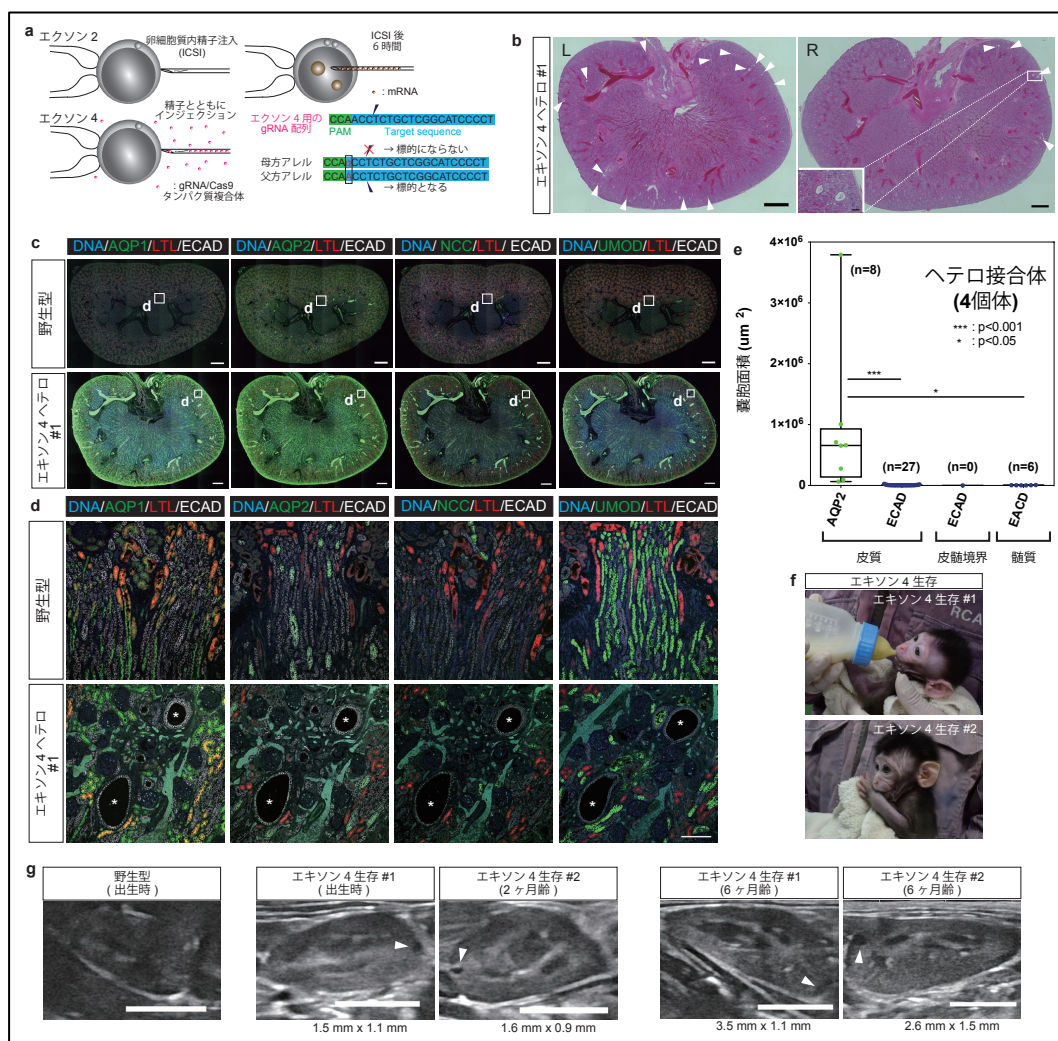 a
エクソン 2
卵細胞質内精子注入
(ICSI)
ICSI 後
6 時間
: mRNA
エクソン 4
精子とともに
インジェクション
: gRNA/Cas9
タンパク質複合体
エクソン 4 用の
gRNA 配列
CCAACCTCTGCTCGGCATCCCCT
PAM
Target sequence
→ 標的にならない
母方アレル
父方アレル
→ 標的となる
b
エキソン 4 ヘテロ #1
L
R
c
DNA/AQP1/LTL/ECAD
DNA/AQP2/LTL/ECAD
DNA/ NCC/LTL/ ECAD
DNA/UMOD/LTL/ECAD
野生型
d
d
d
d
エキソン 4 ヘテロ
#1
d
d
d
d
d
DNA/AQP1/LTL/ECAD
DNA/AQP2/LTL/ECAD
DNA/NCC/LTL/ECAD
DNA/UMOD/LTL/ECAD
野生型
エキソン 4 ヘテロ
#1
*
*
*
*
*
*
*
*
e
嚢胞面積 (um ²)
4×10⁶
3×10⁶
2×10⁶
1×10⁶
0
(n=8)
ヘテロ接合体
(4個体)
*** : p<0.001
* : p<0.05
***
*
(n=27)
(n=0)
(n=6)
AQP2
ECAD
ECAD
EACD
皮質
皮髄境界
髄質
f
エキソン 4 生存
エキソン 4 生存 #1
RCA
エキソン 4 生存 #2
g
野生型
( 出生時 )
エキソン 4 生存 #1
( 出生時 )
エキソン 4 生存 #2
(2 ヶ月齢 )
エキソン 4 生存 #1
(6 ヶ月齢 )
エキソン 4 生存 #2
(6 ヶ月齢 )
1.5 mm x 1.1 mm
1.6 mm x 0.9 mm
3.5 mm x 1.1 mm
2.6 mm x 1.5 mm